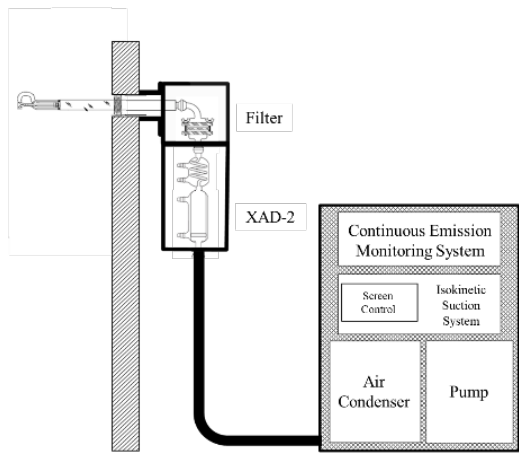 Filter
XAD-2
Continuous Emission
Monitoring System
Screen
Control
Isokinetic
Suction
System
Air
Condenser
Pump